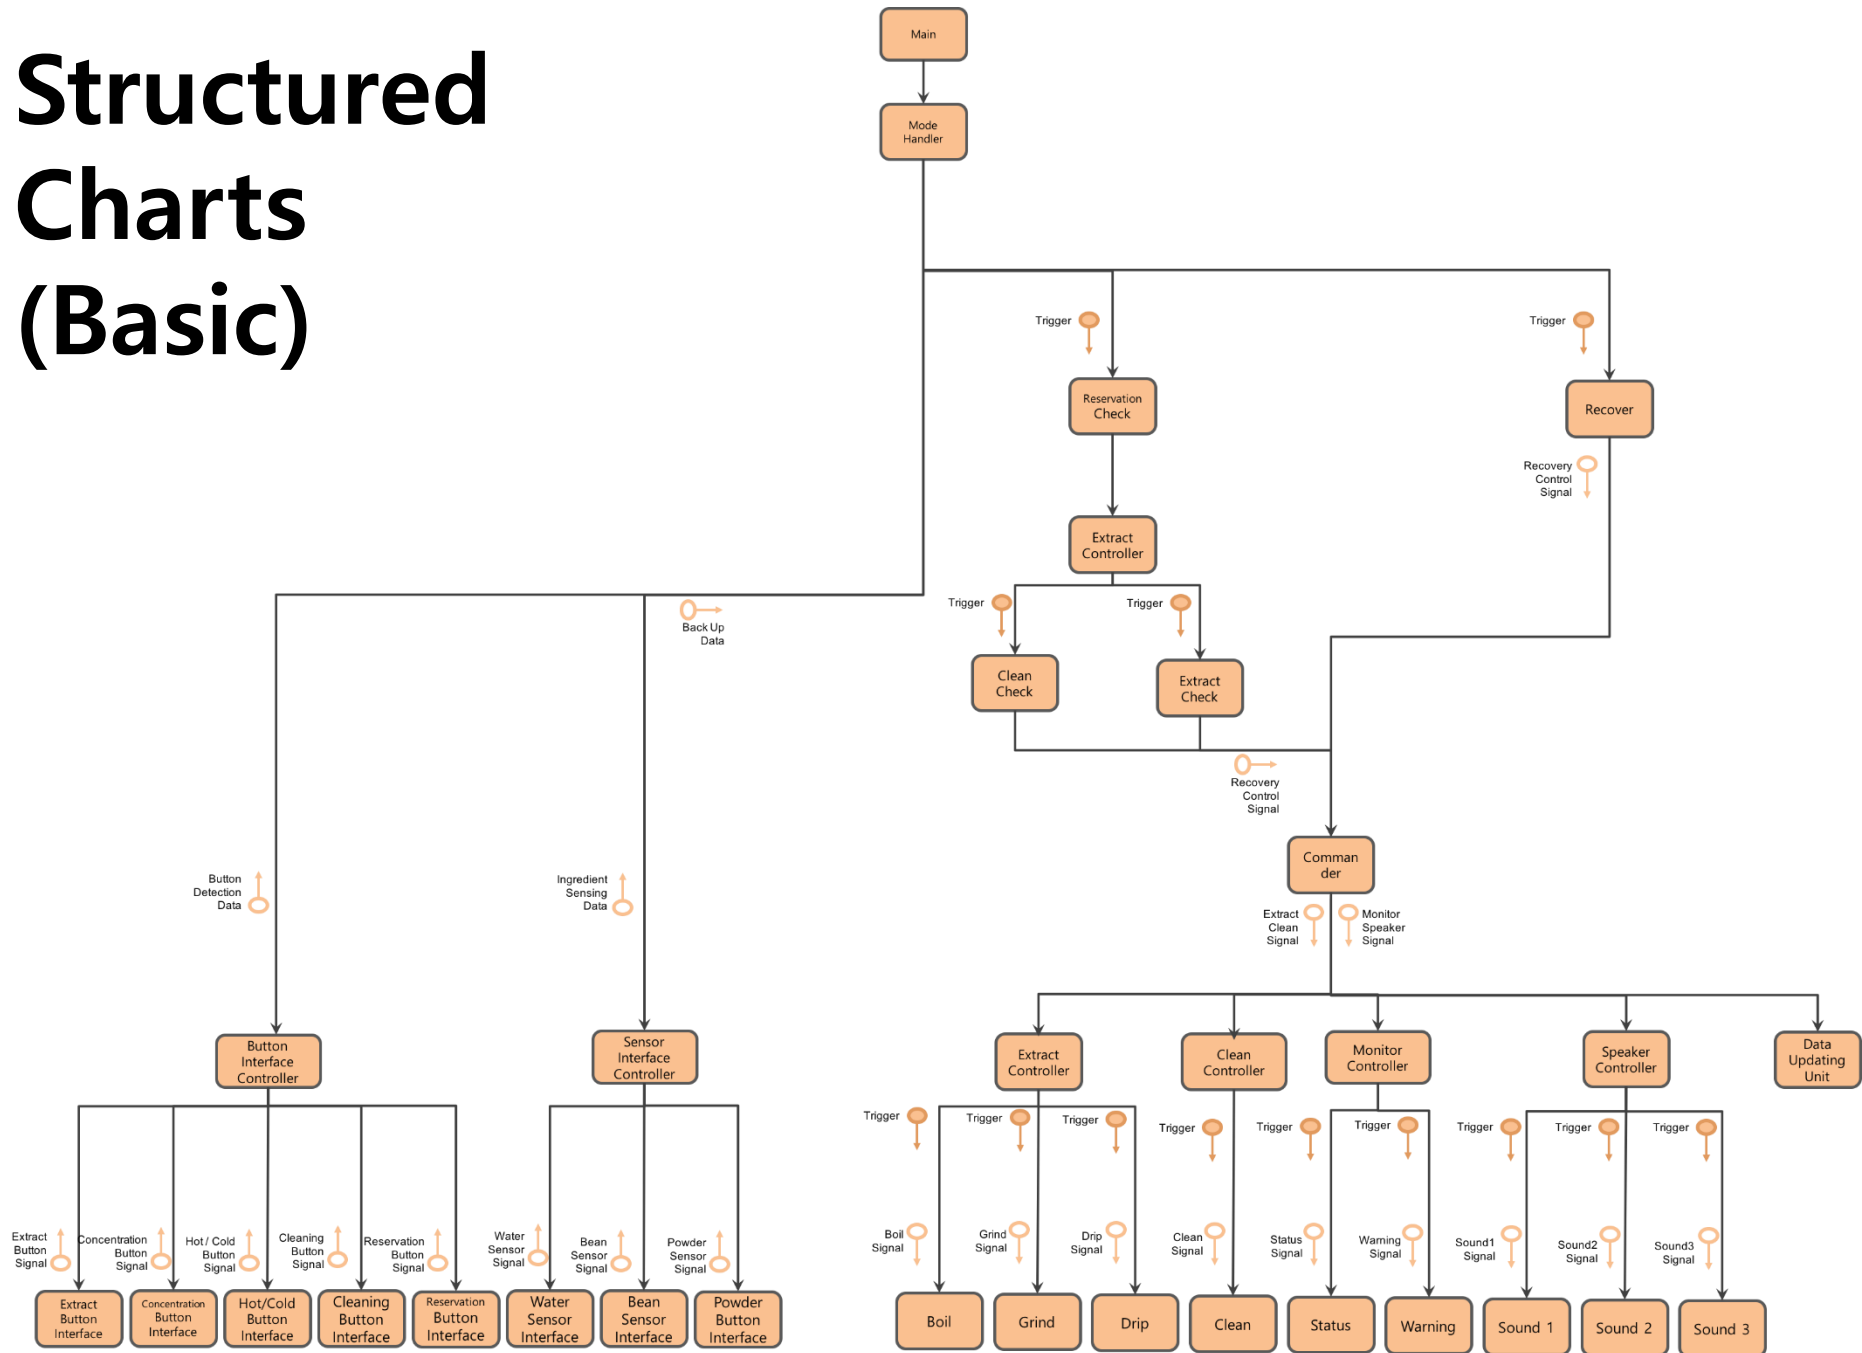 Structured
Charts
(Basic)
Main
Mode
Handler
Trigger
Trigger
Reservation
Check
Recover
Recovery
Control
Signal
Extract
Controller
Trigger
Trigger
Back Up
Data
Clean
Check
Extract
Check
Recovery
Control
Signal
Comman
der
Button
Detection
Data
Ingredient
Sensing
Data
Extract
Clean
Signal
Monitor
Speaker
Signal
Button
Interface
Controller
Sensor
Interface
Controller
Extract
Controller
Clean
Controller
Monitor
Controller
Speaker
Controller
Data
Updating
Unit
Trigger
Trigger
Trigger
Trigger
Trigger
Trigger
Trigger
Trigger
Trigger
Extract
Button
Signal
Concentration
Button
Signal
Hot / Cold
Button
Signal
Cleaning
Button
Signal
Reservation
Button
Signal
Water
Sensor
Signal
Bean
Sensor
Signal
Powder
Sensor
Signal
Boil
Signal
Grind
Signal
Drip
Signal
Clean
Signal
Status
Signal
Warning
Signal
Sound1
Signal
Sound2
Signal
Sound3
Signal
Extract
Button
Interface
Concentration
Button
Interface
Hot/Cold
Button
Interface
Cleaning
Button
Interface
Reservation
Button
Interface
Water
Sensor
Interface
Bean
Sensor
Interface
Powder
Button
Interface
Boil
Grind
Drip
Clean
Status
Warning
Sound 1
Sound 2
Sound 3